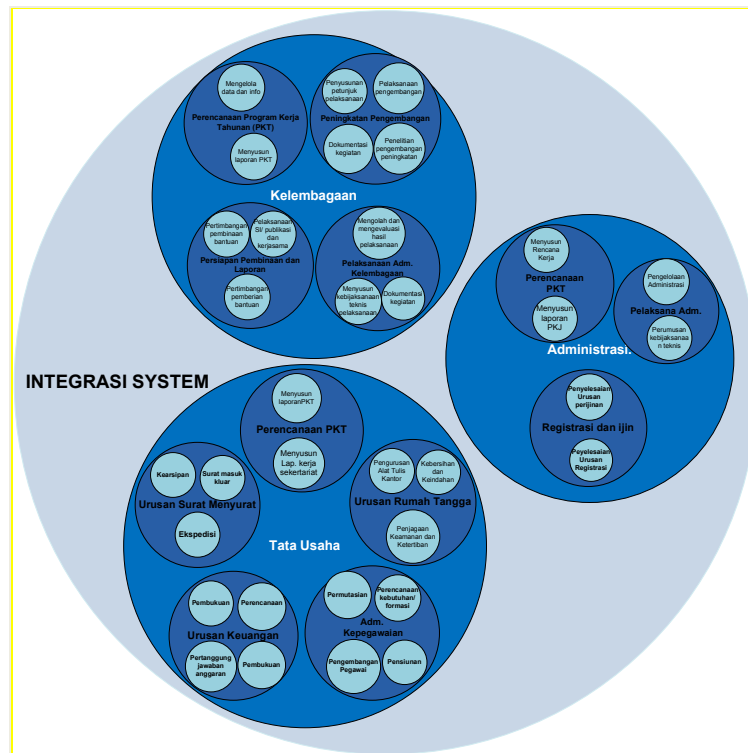 Mengelola
data dan info
Perencanaan Program Kerja
Tahunan (PKT)
Menyusun
laporan PKT
Penyusunan
petunjuk
pelaksanaan
Pelaksanaan
pengembangan
Peningkatan Pengembangan
Dokumentasi
kegiatan
Penelitian
pengembangan
peningkatan
Kelembagaan
Pertimbangan
pembinaan
bantuan
Pelaksanaan
SI/ publikasi
dan
kerjasama
Persiapan Pembinaan dan
Laporan
Pertimbangan
pemberian
bantuan
Mengolah dan
mengevaluasi
hasil
pelaksanaan
Pelaksanaan Adm.
Kelembagaan
Menyusun
kebijaksanaan
teknis
pelaksanaan
Dokumentasi
kegiatan
Menyusun
Rencana
Kerja
Perencanaan
PKT
Menyusun
laporan
PKJ
Pengelolaan
Administrasi
Pelaksana Adm.
Perumusan
kebijaksanaa
n teknis
Administrasi.
Penyelesaian
Urusan
perijinan
Registrasi dan ijin
Peyelesaian
Urusan
Registrasi
INTEGRASI SYSTEM
Menyusun
laporanPKT
Perencanaan PKT
Menyusun
Lap. kerja
sekertariat
Kearsipan
Surat masuk
kluar
Urusan Surat Menyurat
Ekspedisi
Pengurusan
Alat Tulis
Kantor
Kebersihan
dan
Keindahan
Urusan Rumah Tangga
Penjagaan
Keamanan dan
Ketertiban
Tata Usaha
Pembukuan
Perencanaan
Urusan Keuangan
Pertanggung
jawaban
anggaran
Pembukuan
Permutasian
Perencanaan
kebutuhan/
formasi
Adm.
Kepegawaian
Pengembangan
Pegawai
Pensiunan